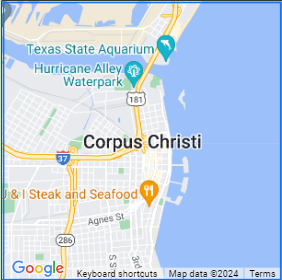 Texas State Aquarium
Hurricane Alley
Waterpark
181
Corpus Christi
37
J & I Steak and Seafood
Agnes St
286
S S
3rd
Google
Keyboard shortcuts
Map data ©2024
Terms